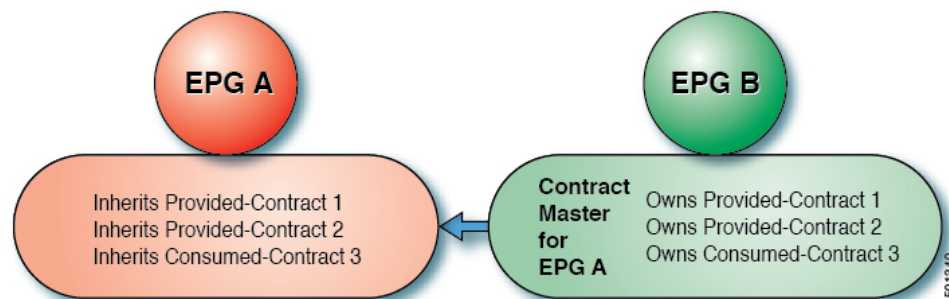 EPG A
EPG B
Inherits Provided-Contract 1
Inherits Provided-Contract 2
Inherits Consumed-Contract 3
Contract
Master
for
EPG A
Owns Provided-Contract 1
Owns Provided-Contract 2
Owns Consumed-Contract 3